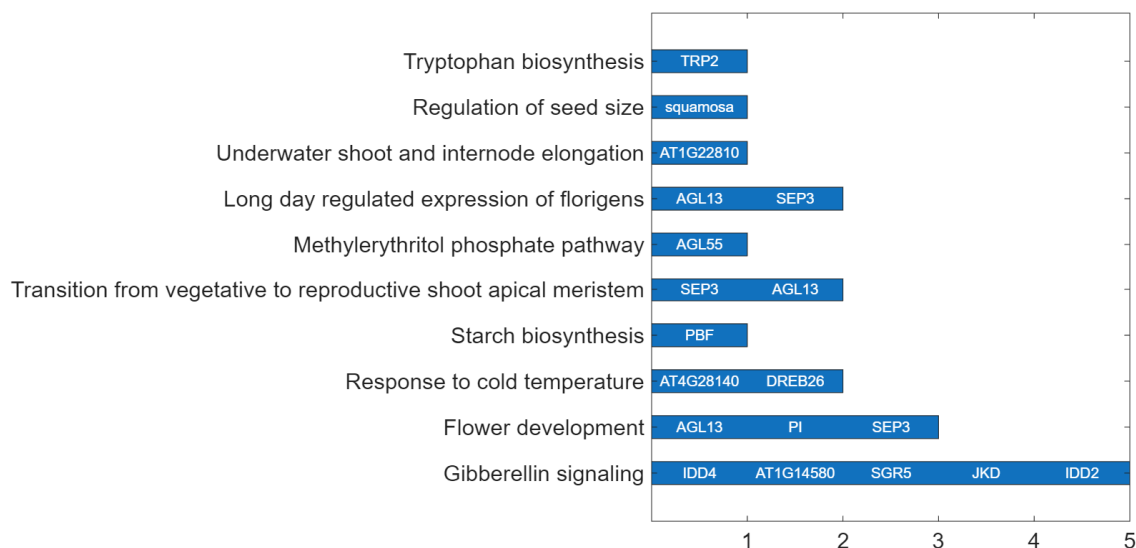 Tryptophan biosynthesis TRP2
Regulation of seed size squamosa
Underwater shoot and internode elongation AT1G22810
Long day regulated expression of florigens AGL13 SEP3
Methylerythritol phosphate pathway AGL55
Transition from vegetative to reproductive shoot apical meristem SEP3 AGL13
Starch biosynthesis PBF
Response to cold temperature AT4G28140 DREB26
Flower development AGL13 PI SEP3
Gibberellin signaling IDD4 AT1G14580 SGR5 JKD IDD2
1 2 3 4 5